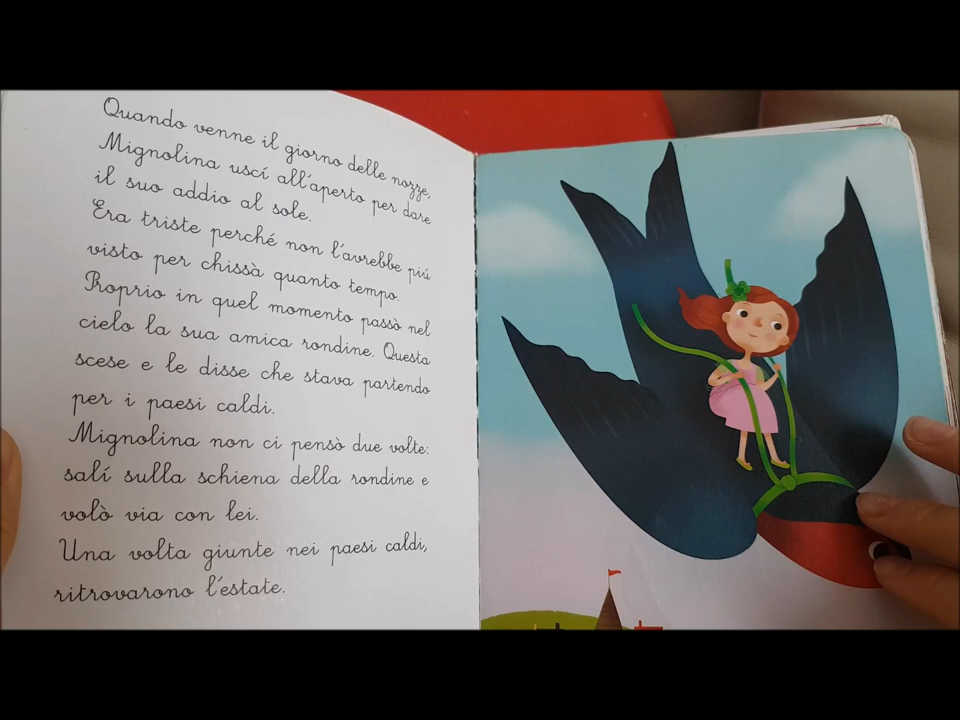 Quando venne il giorno delle nozze,
Mignolina uscí all'aperto per dare
il suo addio al sole.
Era triste perché non l'avrebbe piú
visto per chissà quanto tempo.
Proprio in quel momento passò nel
cielo la sua amica rondine. Questa
scese e le disse che stava partendo
per i paesi caldi.
Mignolina non ci pensò due volte:
salí sulla schiena della rondine e
volò via con lei.
Una volta giunte nei paesi caldi,
ritrovarono l'estate.